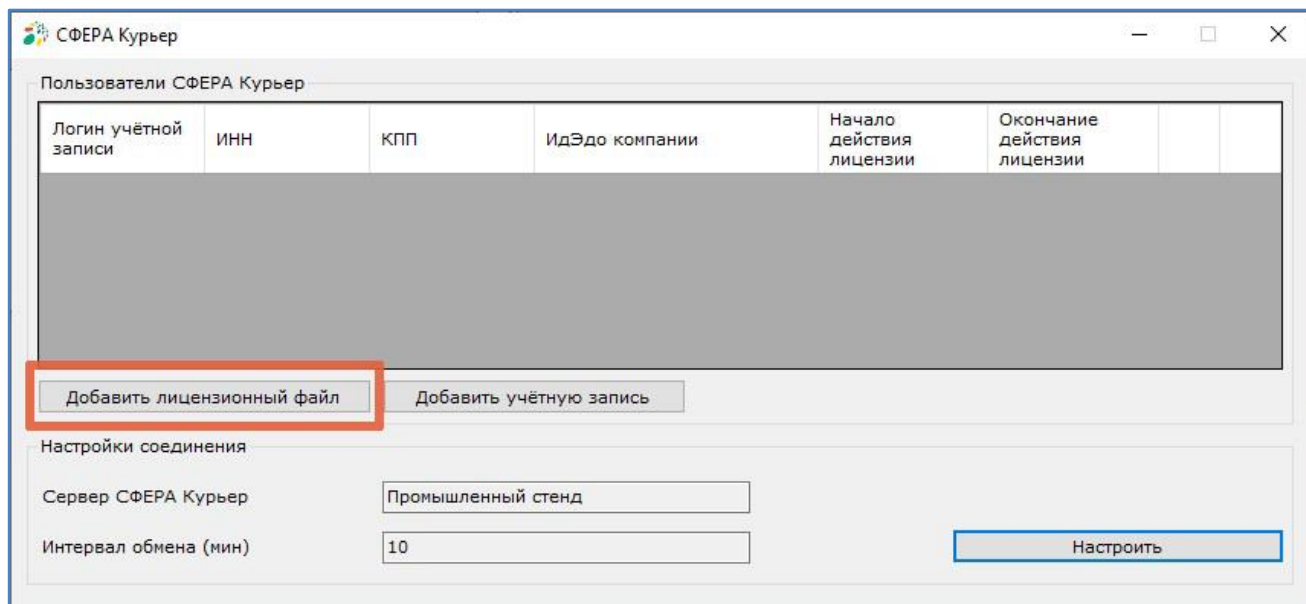 СФЕРА Курьер
Пользователи СФЕРА Курьер
Логин учётной
записи
ИНН
КПП
ИдЭдо компании
Начало
действия
лицензии
Окончание
действия
лицензии
Добавить лицензионный файл
Добавить учётную запись
Настройки соединения
Сервер СФЕРА Курьер
Промышленный стенд
Интервал обмена (мин)
10
Настроить